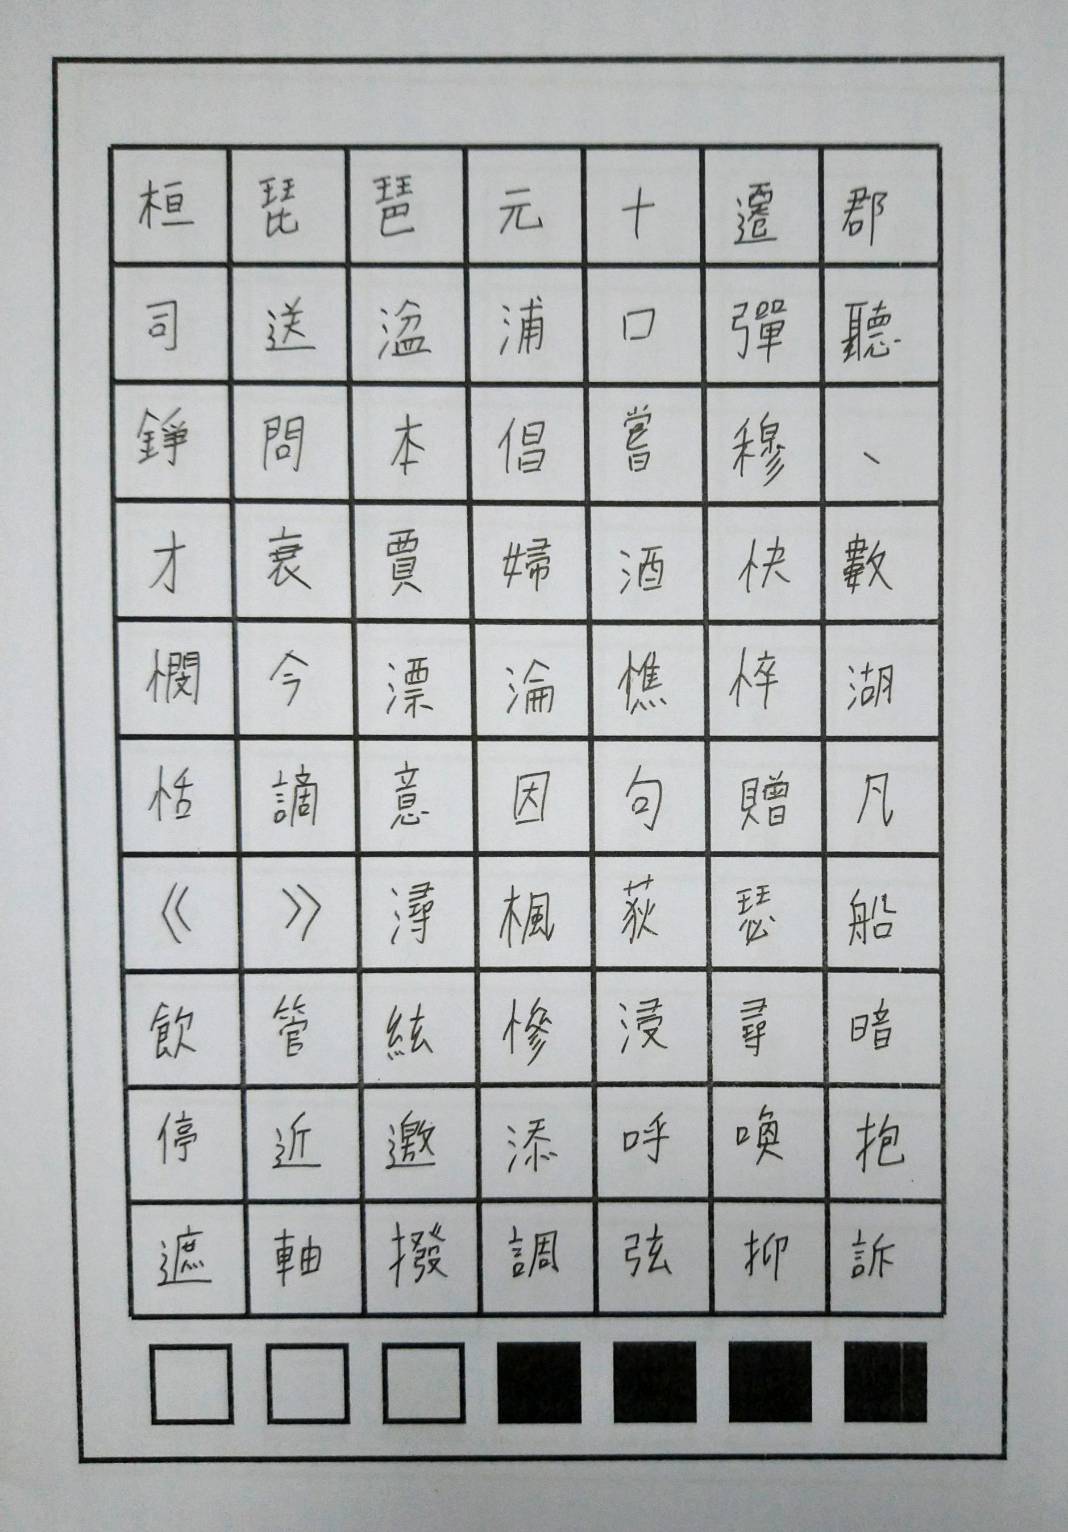 桓琵琶元十遷郡
司送湓浦口彈聽
錚問本倡嘗穆、
才衰賈婦酒快數
憫今漂淪憔悴湖
恬謫意因句贈凡
《》潯楓荻瑟船
飲管絃慘浸尋暗
停近邀添呼喚抱
遮軸撥調弦抑訴